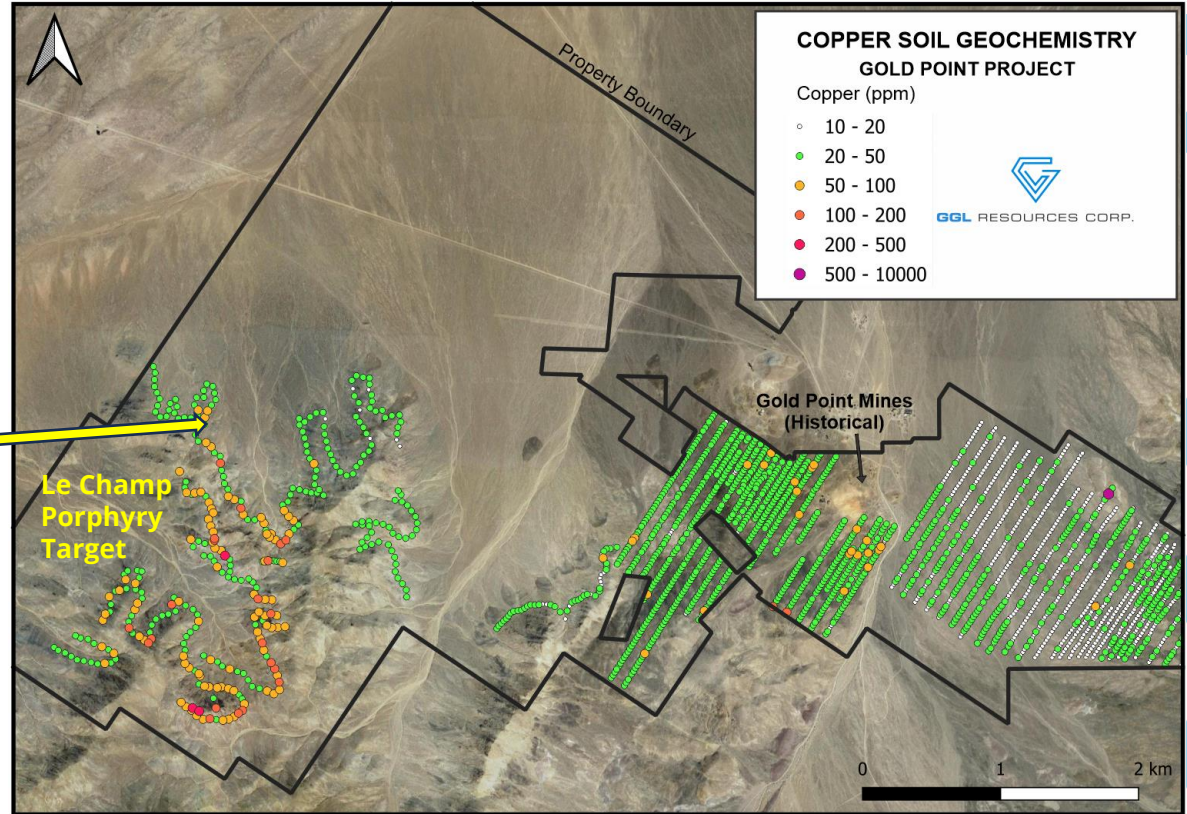 COPPER SOIL GEOCHEMISTRY
GOLD POINT PROJECT
Copper (ppm)
10 - 20
20 - 50
50 - 100
100 - 200
200 - 500
500 - 10000
GGL RESOURCES CORP.
Property Boundary
Gold Point Mines
(Historical)
Le Champ
Porphyry
Target
0 1 2 km